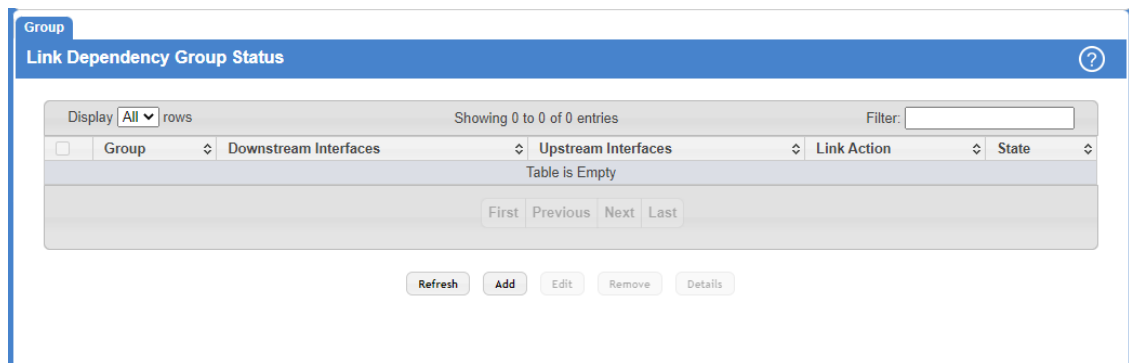 Group
Link Dependency Group Status
?
Display All rows Showing 0 to 0 of 0 entries Filter:
Group Downstream Interfaces Upstream Interfaces Link Action State
Table is Empty
First Previous Next Last
Refresh Add Edit Remove Details